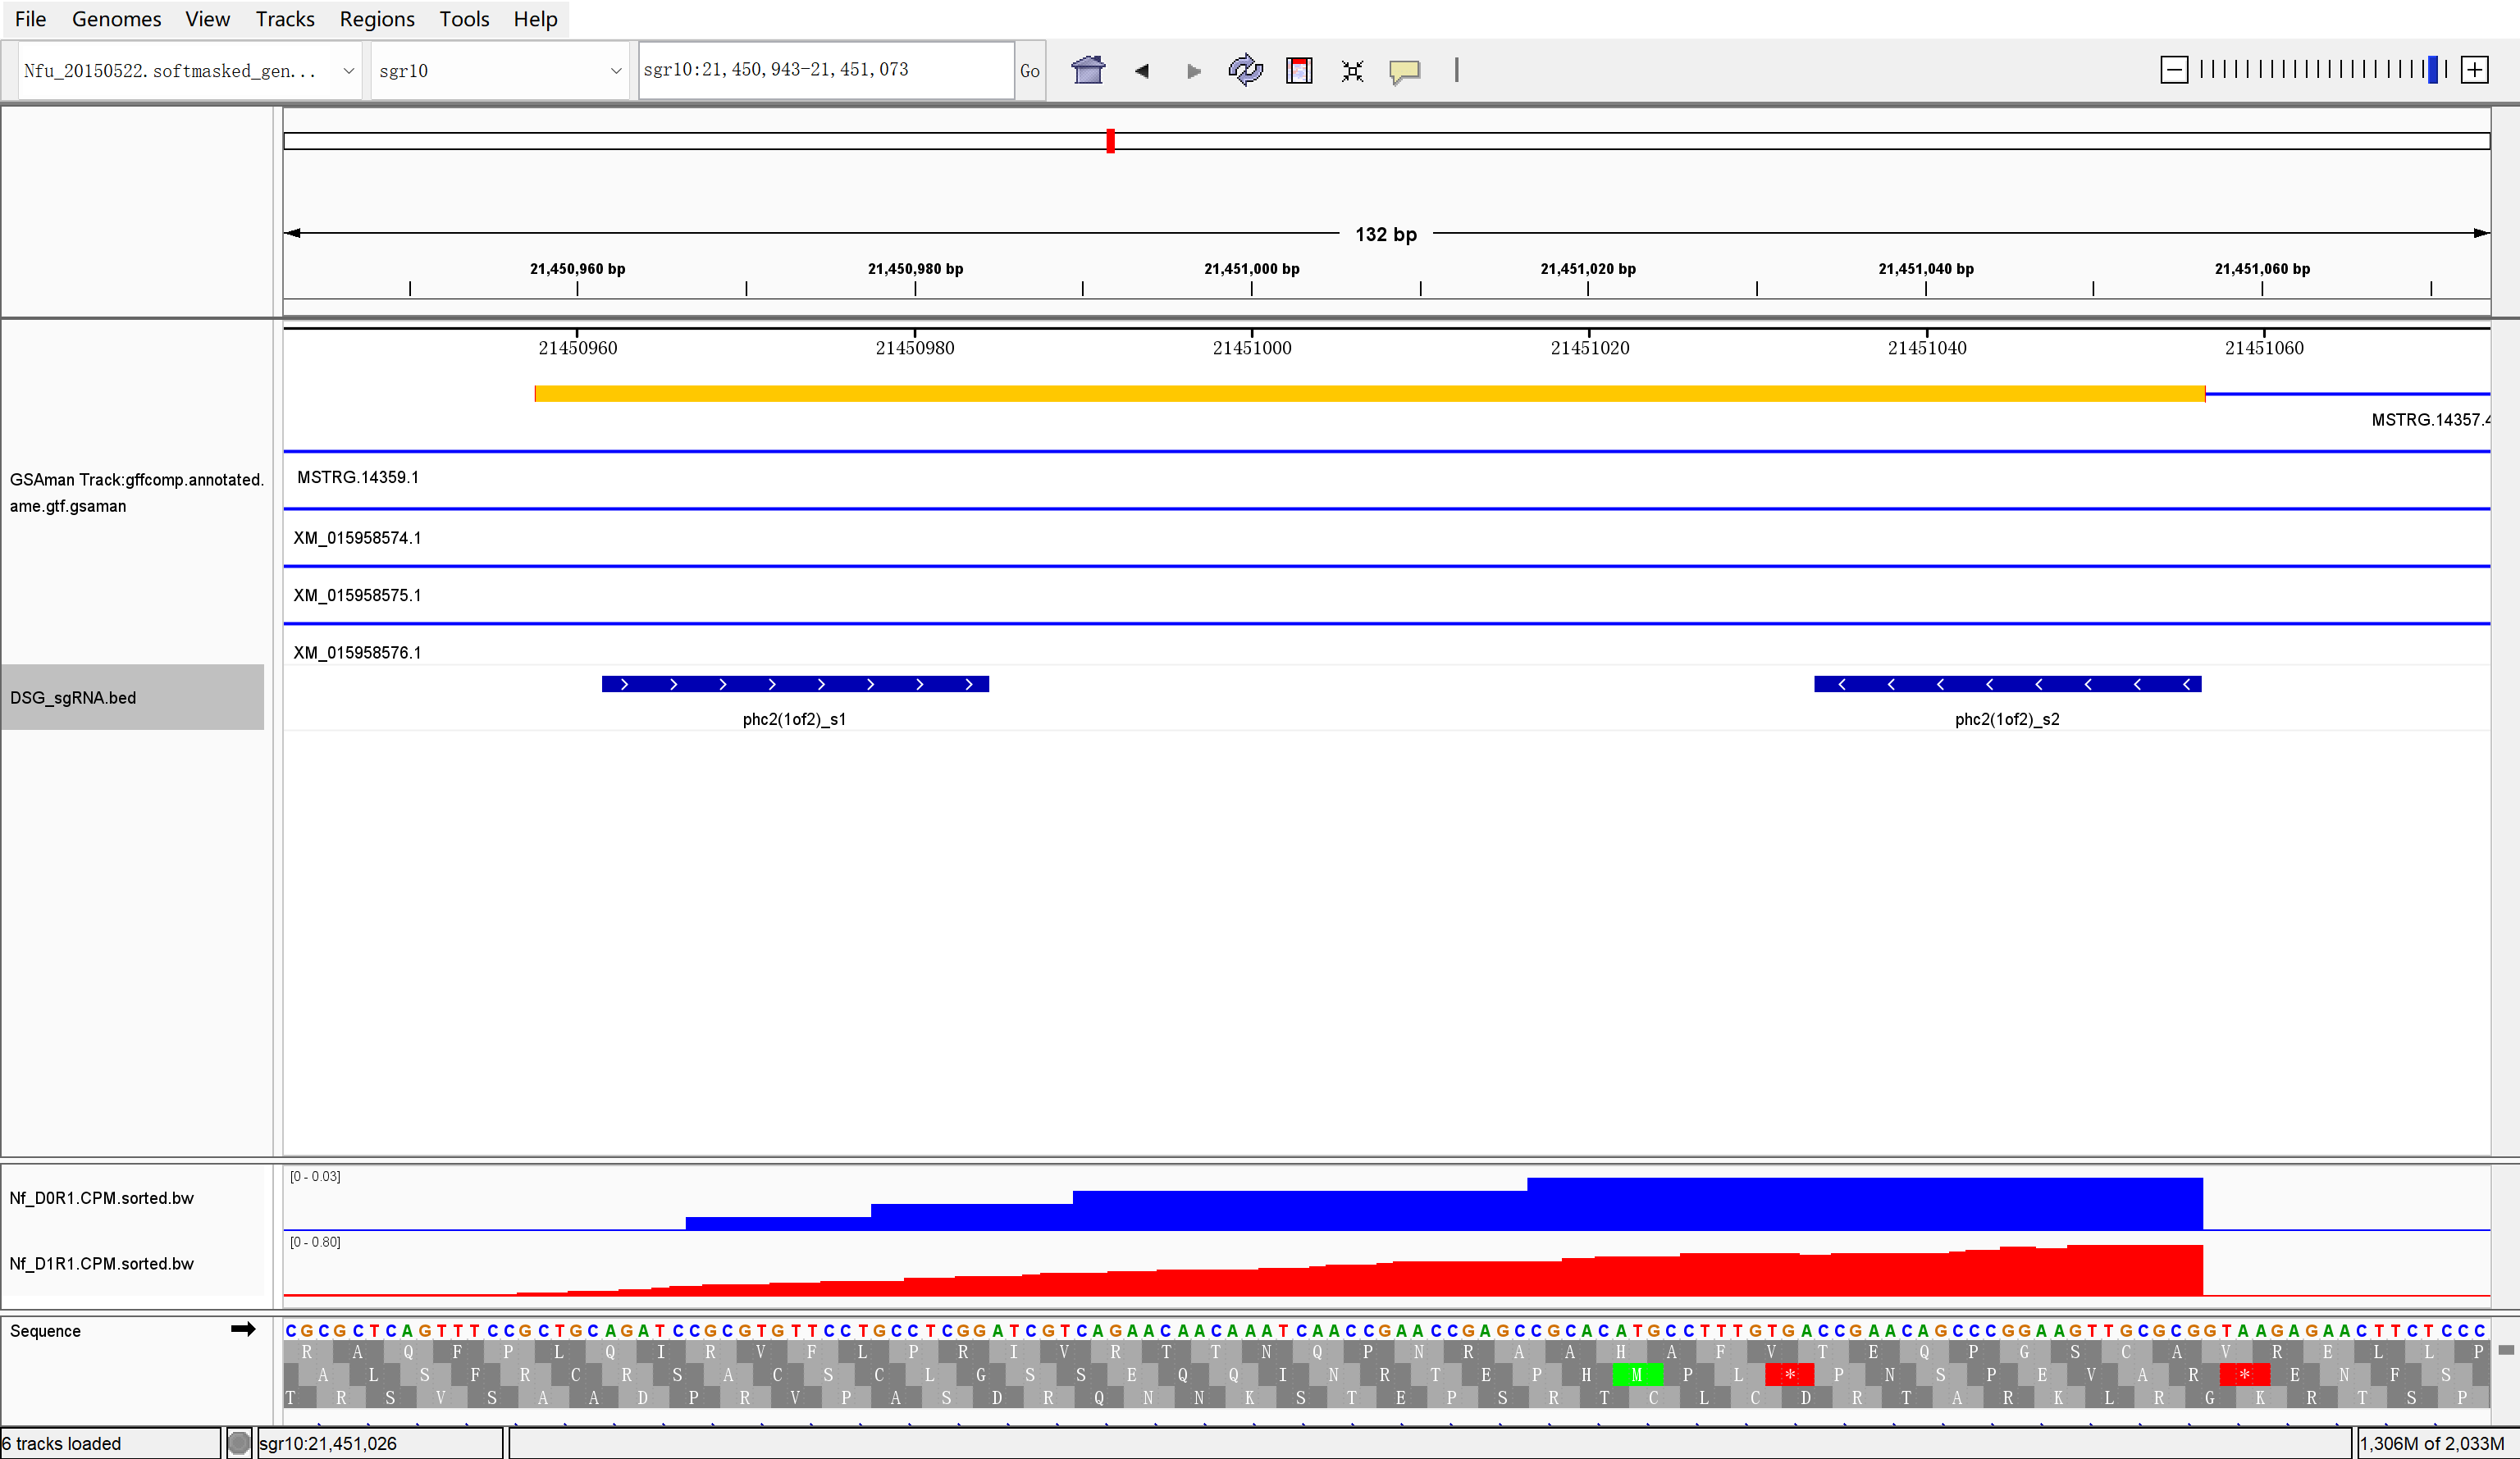 File Genomes View Tracks Regions Tools Help
Nfu_20150522.softmasked_gen... sgr10 sgr10:21,450,943-21,451,073 Go
132 bp
21,450,960 bp 21,450,980 bp 21,451,000 bp 21,451,020 bp 21,451,040 bp 21,451,060 bp
21450960 21450980 21451000 21451020 21451040 21451060
MSTRG.14357.4
GSAman Track:gffcomp.annotated.
ame.gtf.gsaman
MSTRG.14359.1
XM_015958574.1
XM_015958575.1
XM_015958576.1
DSG_sgRNA.bed
phc2(1of2)_s1 phc2(1of2)_s2
[0 - 0.03]
Nf_D0R1.CPM.sorted.bw
[0 - 0.80]
Nf_D1R1.CPM.sorted.bw
Sequence
CGCGCTCAGTTTCCGCTGCAGATCCGCGTGTTCCTGCCTCGGATCGTCAGAACAACAAATCAACCGAACCGAGCCGCACATGCCTTTGTGACCGAACAGCCCGGAAGTTGCGCGGTAAGAGAACTTCTCCC
R A Q F P L Q I R V F L P R I V R T T N Q P N R A A H A F V T E Q P G S C A V R E L L P
A L S F R C R S A C S C L G S S E Q Q I N R T E P H M P L * P N S P E V A R * E N F S
T R S V S A A D P R V P A S D R Q N N K S T E P S R T C L C D R T A R K L R G K R T S P
6 tracks loaded sgr10:21,451,026 1,306M of 2,033M